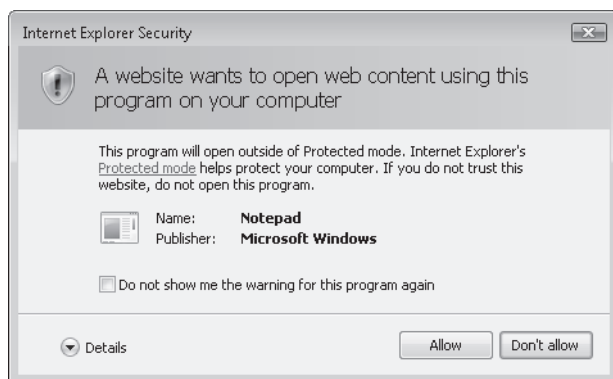 Internet Explorer Security
A website wants to open web content using this
program on your computer
This program will open outside of Protected mode. Internet Explorer's
Protected mode helps protect your computer. If you do not trust this
website, do not open this program.
Name: Notepad
Publisher: Microsoft Windows
Do not show me the warning for this program again
Details Allow Don't allow